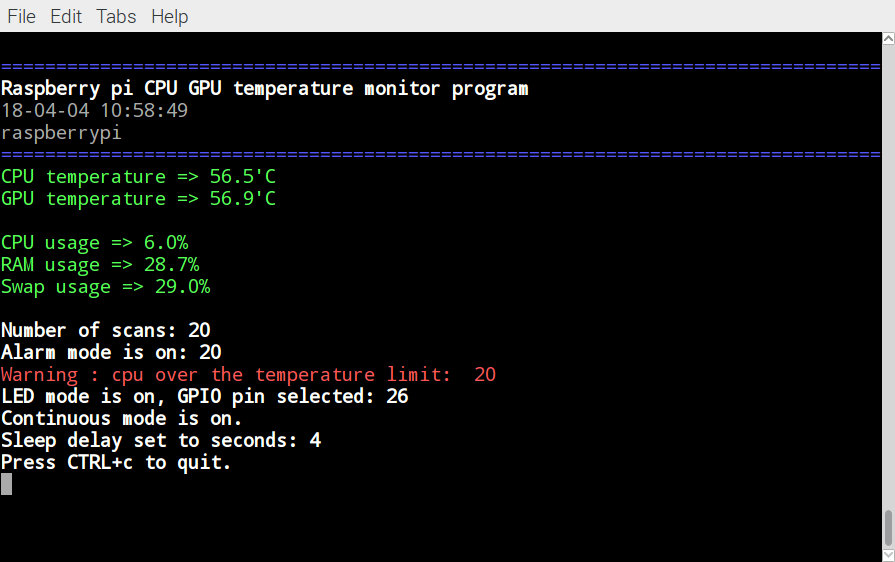 File Edit Tabs Help
================================================================================
Raspberry pi CPU GPU temperature monitor program
18-04-04 10:58:49
raspberrypi
================================================================================
CPU temperature => 56.5'C
GPU temperature => 56.9'C
CPU usage => 6.0%
RAM usage => 28.7%
Swap usage => 29.0%
Number of scans: 20
Alarm mode is on: 20
Warning : cpu over the temperature limit:  20
LED mode is on, GPIO pin selected: 26
Continuous mode is on.
Sleep delay set to seconds: 4
Press CTRL+c to quit.